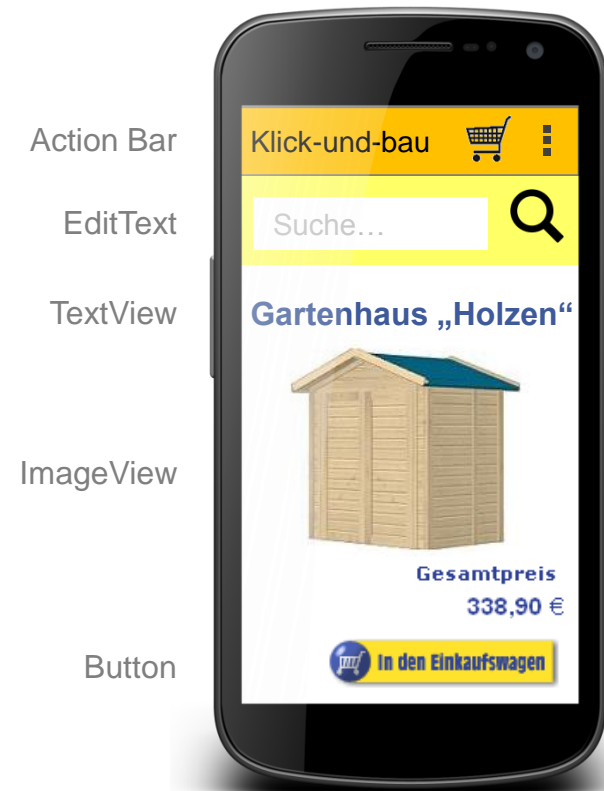 Action Bar
Klick-und-bau
EditText
Suche…
TextView
Gartenhaus „Holzen“
ImageView
Gesamtpreis
338,90 €
Button
In den Einkaufswagen